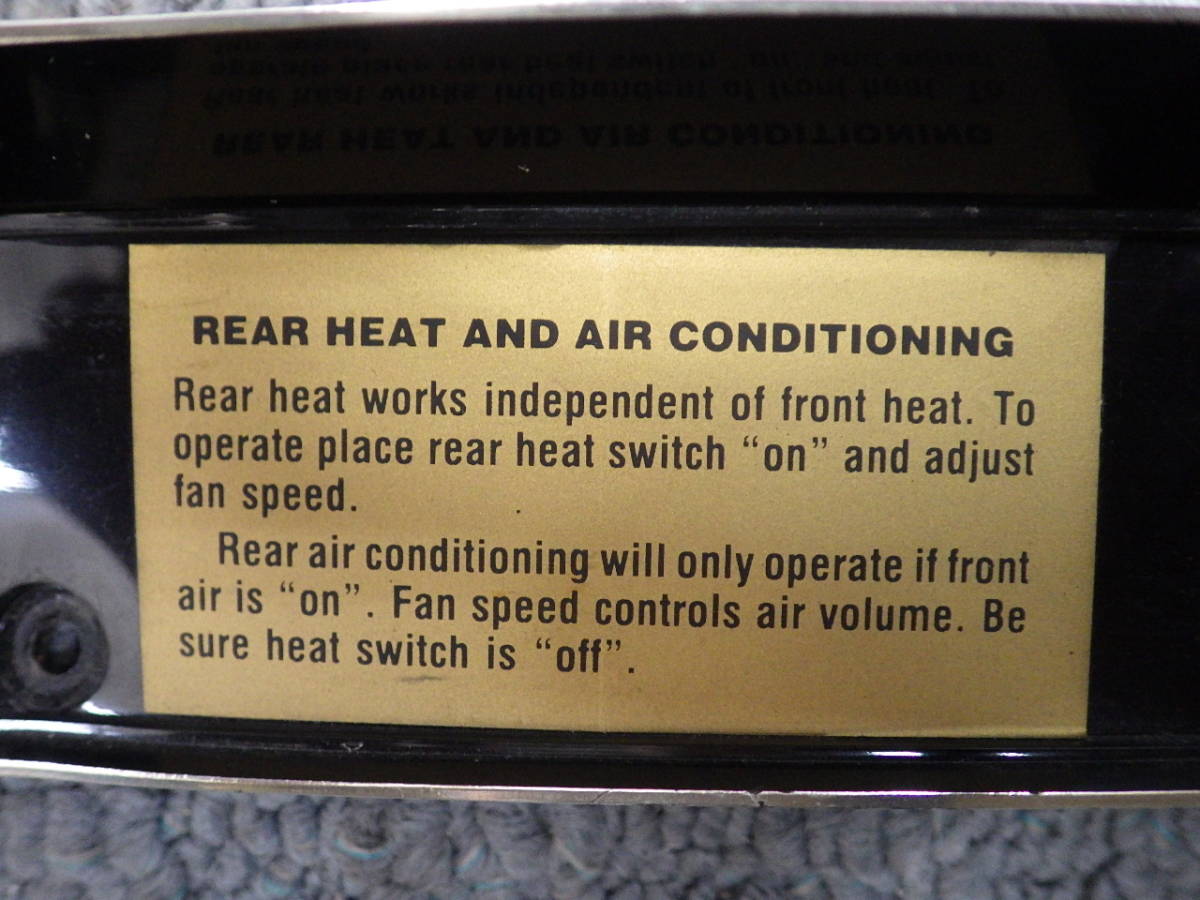 REAR HEAT AND AIR CONDITIONING
Rear heat works independent of front heat. To
operate place rear heat switch “on” and adjust
fan speed.
Rear air conditioning will only operate if front
air is “on”. Fan speed controls air volume. Be
sure heat switch is “off”.